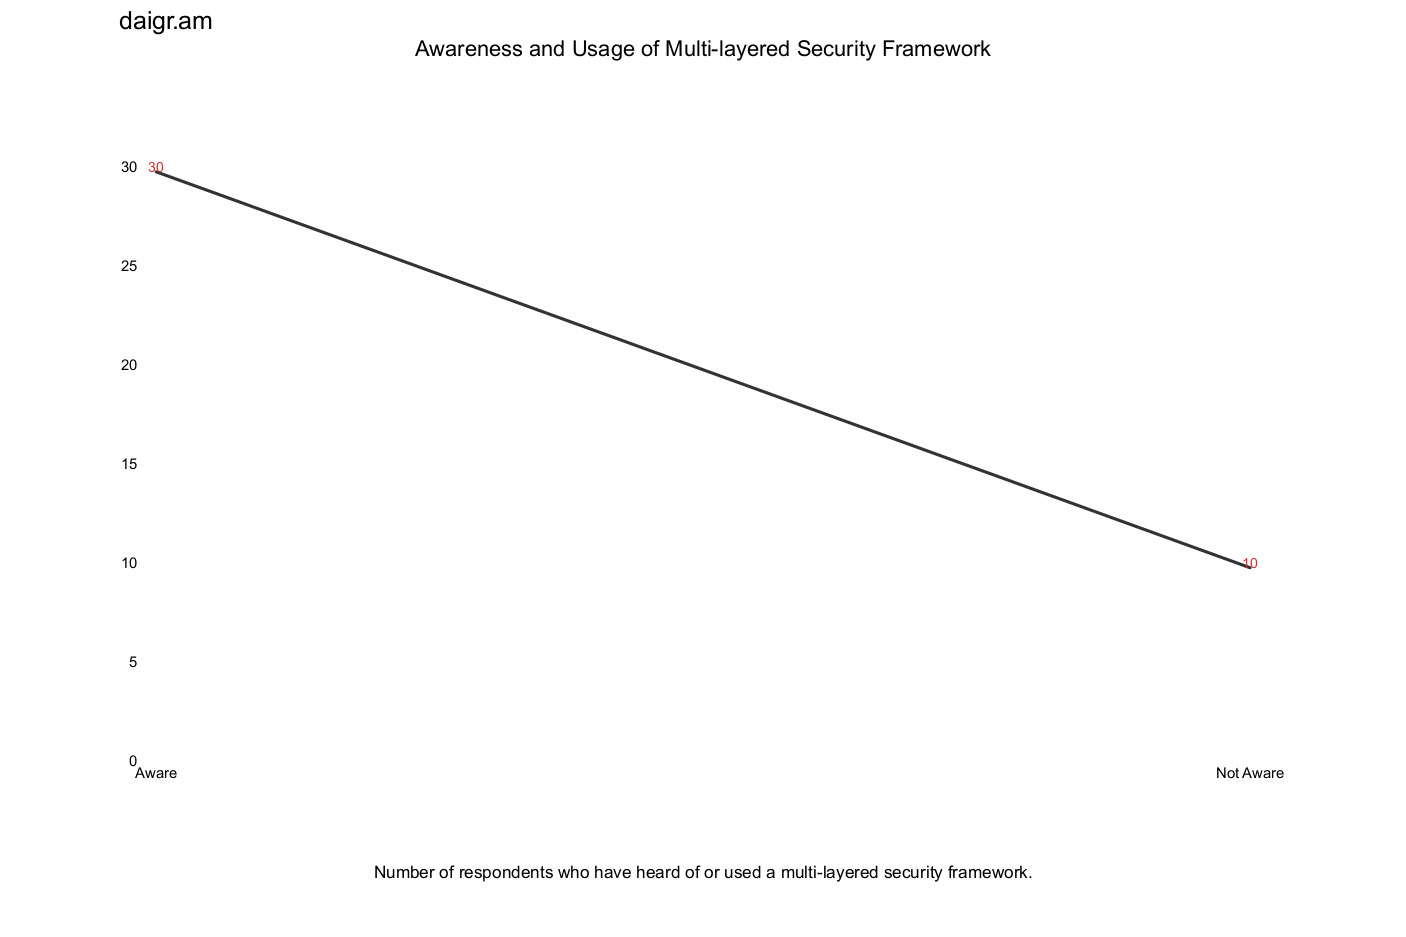 daigr.am
Awareness and Usage of Multi-layered Security Framework
30
30
25
20
15
10
10
5
0
Aware
Not Aware
Number of respondents who have heard of or used a multi-layered security framework.